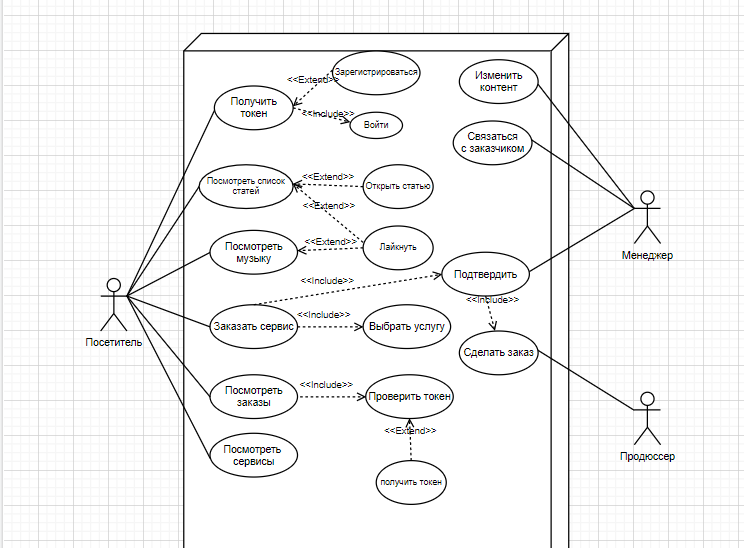 Зарегистрироваться
<<Extend>>
Изменить
контент
Получить
токен
<<Include>>
Войти
Связаться
с заказчиком
Посмотреть список
статей
<<Extend>>
Открыть статью
<<Extend>>
Посмотреть
музыку
<<Extend>>
Лайкнуть
Менеджер
<<Include>>
Подтвердить
<<Include>>
Заказать сервис
<<Include>>
Выбрать услугу
Посетитель
Сделать заказ
Посмотреть
заказы
<<Include>>
Проверить токен
<<Extend>>
Посмотреть
сервисы
Продюссер
получить токен